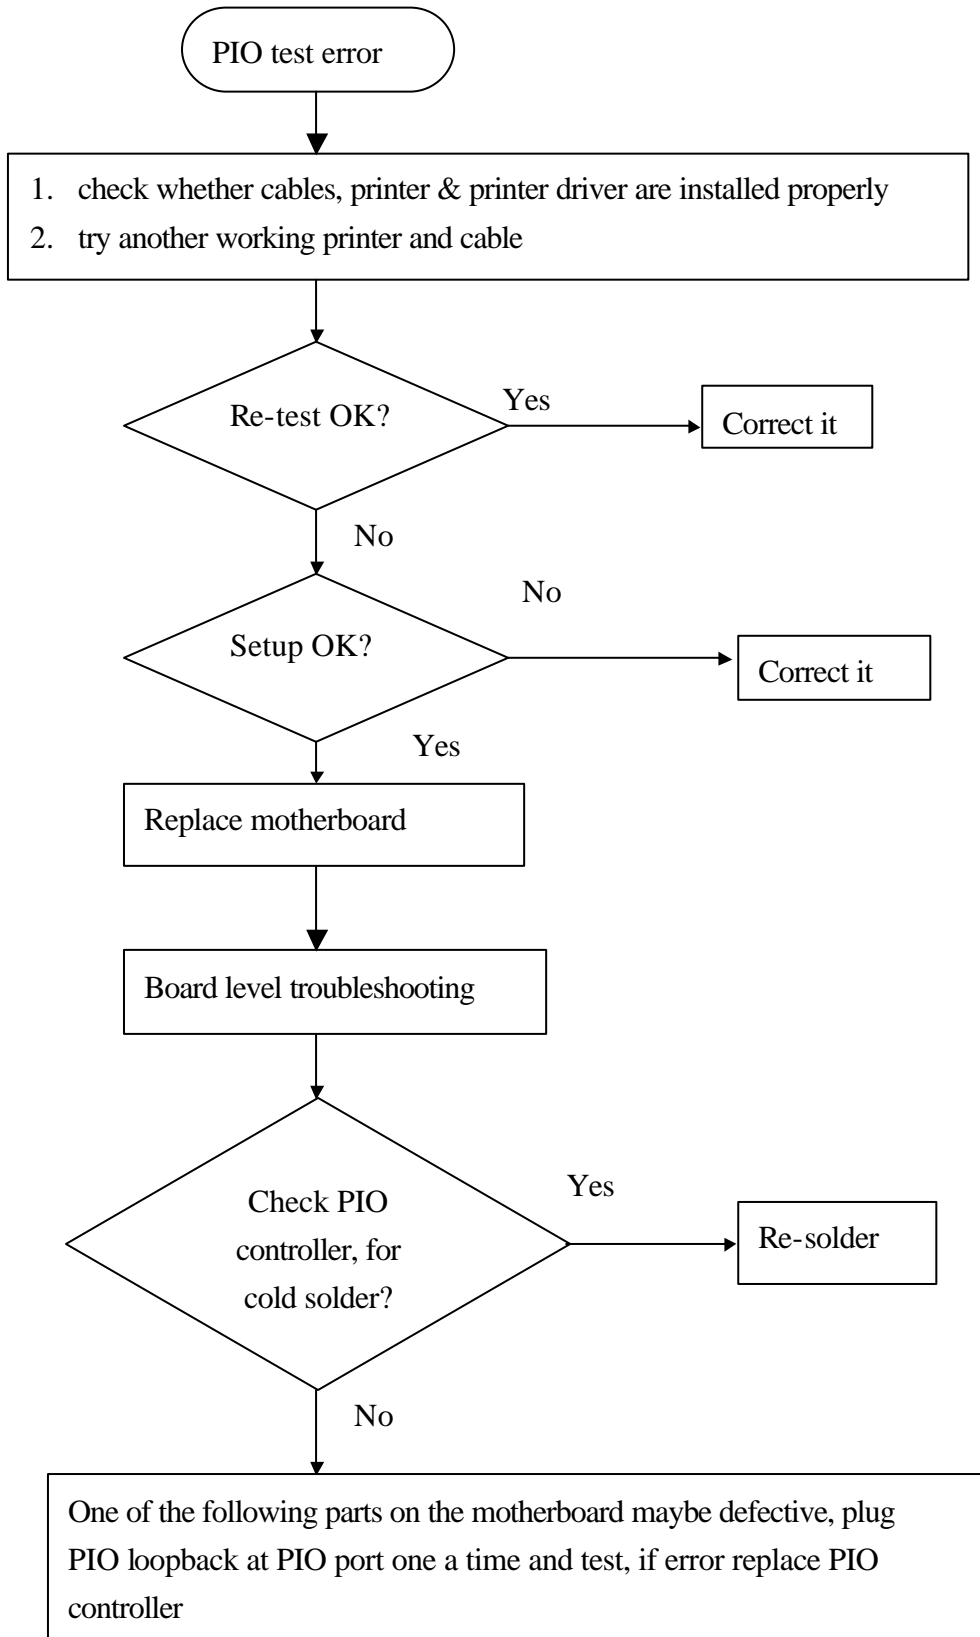 PIO test error
1. check whether cables, printer & printer driver are installed properly
2. try another working printer and cable
Re-test OK?
Yes
Correct it
No
Setup OK?
No
Correct it
Yes
Replace motherboard
Board level troubleshooting
Check PIO
controller, for
cold solder?
Yes
Re-solder
No
One of the following parts on the motherboard maybe defective, plug
PIO loopback at PIO port one a time and test, if error replace PIO
controller